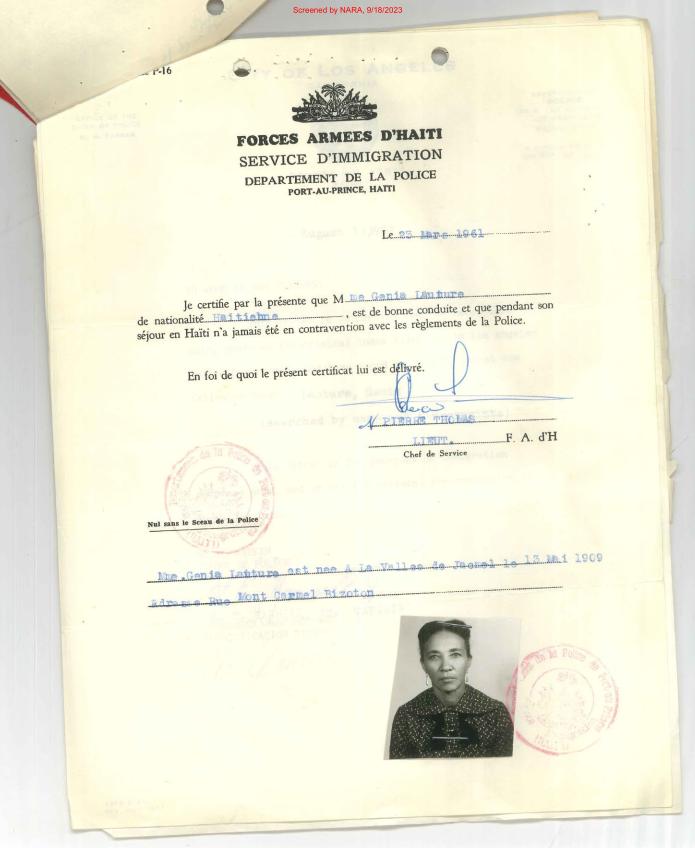 Screened by NARA, 9/18/2023
P-16
FORCES ARMEES D'HAITI
SERVICE D'IMMIGRATION
DEPARTEMENT DE LA POLICE
PORT-AU-PRINCE, HAITI
Le 23 Mars 1961
Je certifie par la présente que Mme Genia Lauture
de nationalité Haitienne, est de bonne conduite et que pendant son
séjour en Haïti n'a jamais été en contravention avec les règlements de la Police.
En foi de quoi le présent certificat lui est délivré.
PIERRE THOMAS
LIEUT. F. A. d'H
Chef de Service
Nul sans le Sceau de la Police
Mme.Genia Lauture est nee A La Vallee de Jacmel le 13 Mai 1909
Adresse Rue Mont Carmel Bizoton